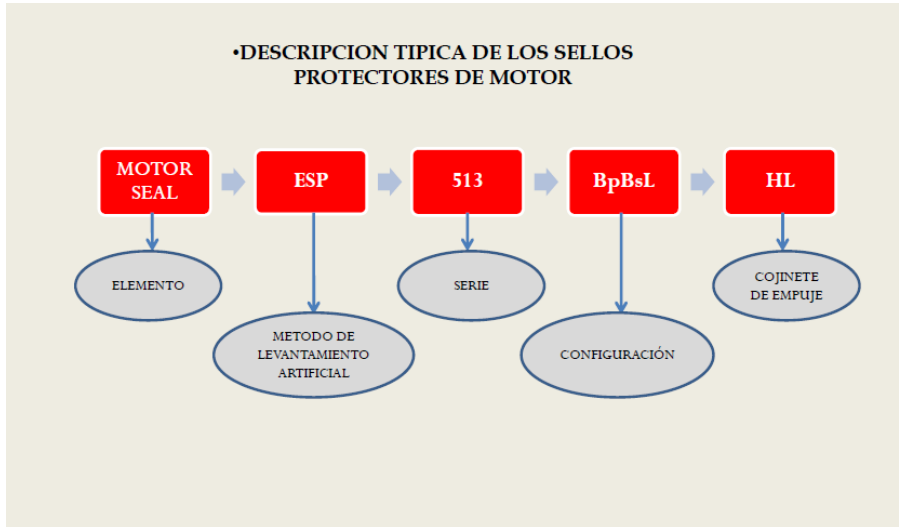 •DESCRIPCION TIPICA DE LOS SELLOS
PROTECTORES DE MOTOR
MOTOR
SEAL
ESP
513
BpBsL
HL
ELEMENTO
METODO DE
LEVANTAMIENTO
ARTIFICIAL
SERIE
CONFIGURACIÓN
COJINETE
DE EMPUJE